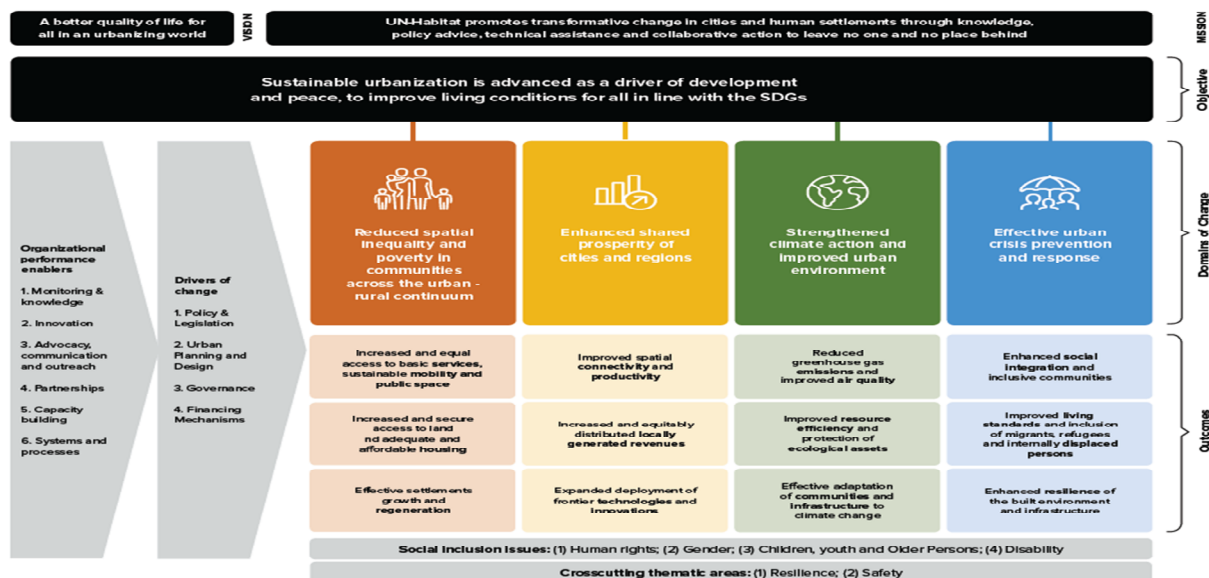 A better quality of life for
all in an urbanizing world
VISION
UN-Habitat promotes transformative change in cities and human settlements through knowledge,
policy advice, technical assistance and collaborative action to leave no one and no place behind
MISSION
Sustainable urbanization is advanced as a driver of development
and peace, to improve living conditions for all in line with the SDGs
Objective
Organizational
performance
enablers
1. Monitoring &
knowledge
2. Innovation
3. Advocacy,
communication
and outreach
4. Partnerships
5. Capacity
building
6. Systems and
processes
Drivers of
change
1. Policy &
Legislation
2. Urban
Planning and
Design
3. Governance
4. Financing
Mechanisms
Reduced spatial
inequality and
poverty in
communities
across the urban -
rural continuum
Enhanced shared
prosperity of
cities and regions
Strengthened
climate action and
improved urban
environment
Effective urban
crisis prevention
and response
Domains of Change
Increased and equal
access to basic services,
sustainable mobility and
public space
Improved spatial
connectivity and
productivity
Reduced
greenhouse gas
emissions and
improved air quality
Enhanced social
integration and
inclusive communities
Increased and secure
access to land
nd adequate and
affordable housing
Increased and equitably
distributed locally
generated revenues
Improved resource
efficiency and
protection of
ecological assets
Improved living
standards and inclusion
of migrants, refugees
and internally displaced
persons
Effective settlements
growth and
regeneration
Expanded deployment of
frontier technologies and
innovations
Effective adaptation
of communities and
infrastructure to
climate change
Enhanced resilience of
the built environment
and infrastructure
Outcomes
Social inclusion issues: (1) Human rights; (2) Gender; (3) Children, youth and Older Persons; (4) Disability
Crosscutting thematic areas: (1) Resilience; (2) Safety